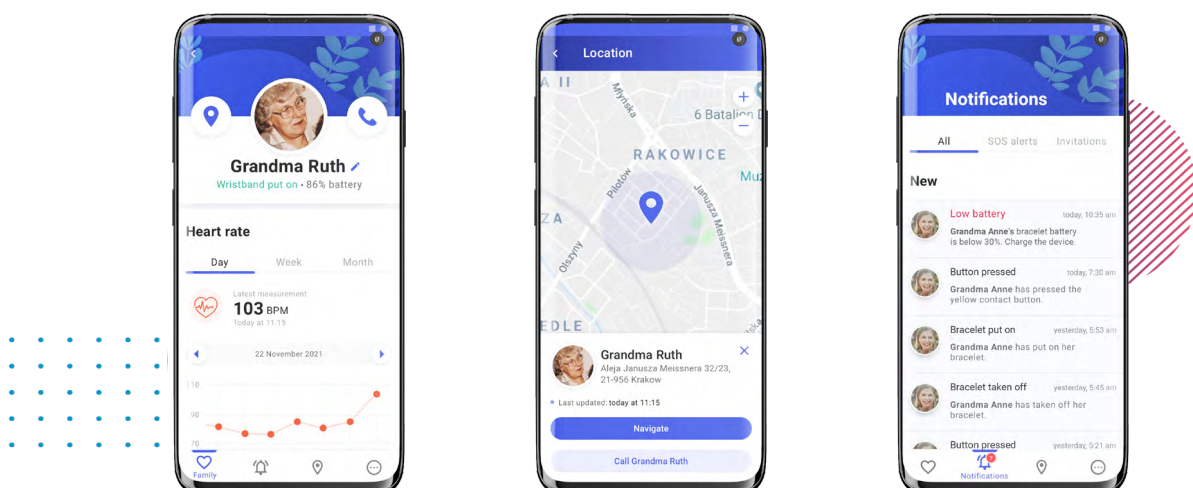 Grandma Ruth
Wristband put on • 86% battery
Heart rate
Day Week Month
Latest measurement
103 BPM
Today at 11:15
22 November 2021
110
90
70
Family
Location
A II
Młyńska
6 Batalion D
RAKOWICE
Muz
Pilotów
Janusza Meissnera
Z A
Olszyny
EDLE
ska
Grandma Ruth
Aleja Janusza Meissnera 32/23,
21-956 Krakow
Last updated: today at 11:15
Navigate
Call Grandma Ruth
Notifications
All SOS alerts Invitations
New
Low battery today, 10:35 am
Grandma Anne's bracelet battery
is below 30%. Charge the device.
Button pressed today, 7:30 am
Grandma Anne has pressed the
yellow contact button.
Bracelet put on yesterday, 5:53 am
Grandma Anne has put on her
bracelet.
Bracelet taken off yesterday, 5:45 am
Grandma Anne has taken off her
bracelet.
Button pressed yesterday, 5:21 am
Notifications